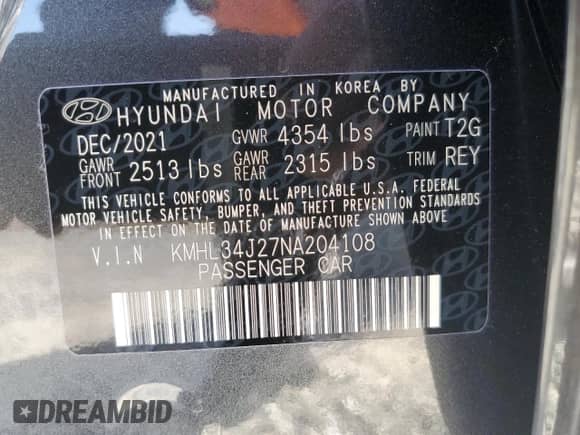 MANUFACTURED IN KOREA BY
HYUNDAI MOTOR COMPANY
DEC/2021 GVWR 4354 lbs PAINT T2G
GAWR FRONT 2513 lbs GAWR REAR 2315 lbs TRIM REY
THIS VEHICLE CONFORMS TO ALL APPLICABLE U.S.A. FEDERAL
MOTOR VEHICLE SAFETY, BUMPER, AND THEFT PREVENTION STANDARDS
IN EFFECT ON THE DATE OF MANUFACTURE SHOWN ABOVE.
V.I.N KMHL34J27NA204108
PASSENGER CAR
DREAMBID